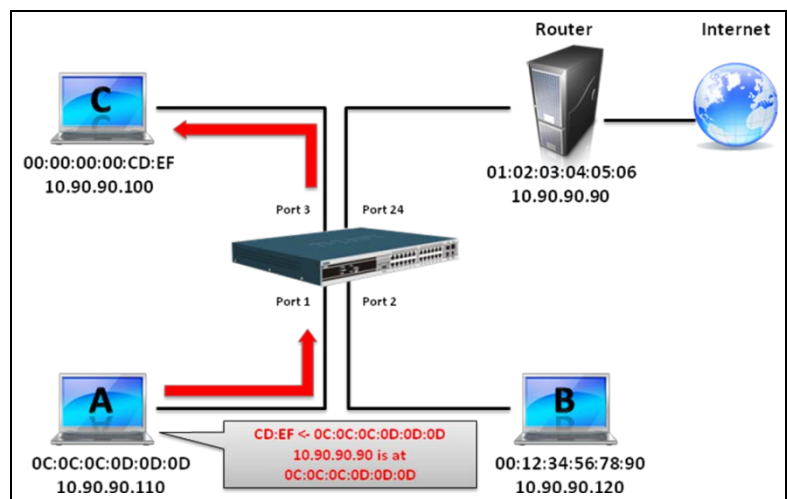 Router
Internet
C
00:00:00:00:CD:EF
10.90.90.100
01:02:03:04:05:06
10.90.90.90
Port 3
Port 24
Port 1
Port 2
A
B
CD:EF <- 0C:0C:0C:0D:0D:0D
10.90.90.90 is at
0C:0C:0C:0D:0D:0D
0C:0C:0C:0D:0D:0D
10.90.90.110
00:12:34:56:78:90
10.90.90.120